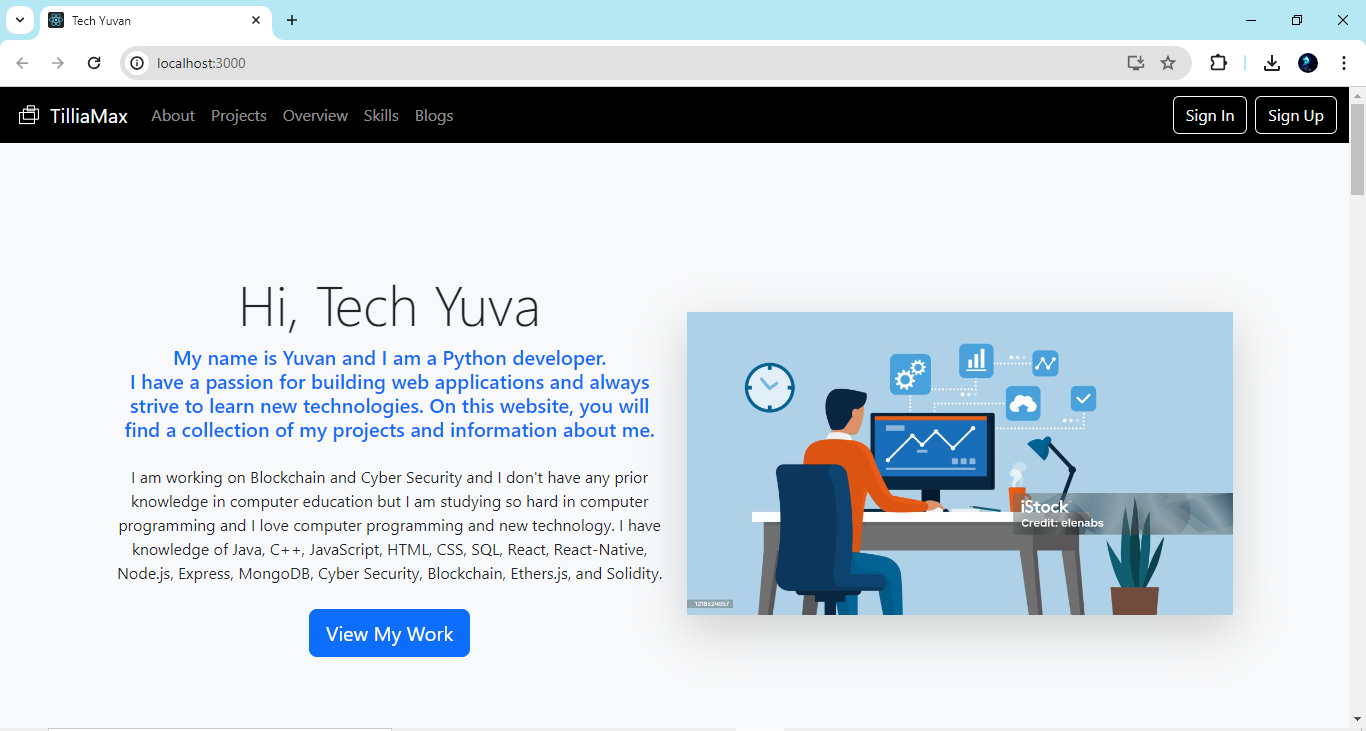 Tech Yuvan
localhost:3000
TilliaMax About Projects Overview Skills Blogs Sign In Sign Up
Hi, Tech Yuva
My name is Yuvan and I am a Python developer.
I have a passion for building web applications and always
strive to learn new technologies. On this website, you will
find a collection of my projects and information about me.
I am working on Blockchain and Cyber Security and I don't have any prior
knowledge in computer education but I am studying so hard in computer
programming and I love computer programming and new technology. I have
knowledge of Java, C++, JavaScript, HTML, CSS, SQL, React, React-Native,
Node.js, Express, MongoDB, Cyber Security, Blockchain, Ethers.js, and Solidity.
View My Work
iStock
Credit: elenabs
1218324057